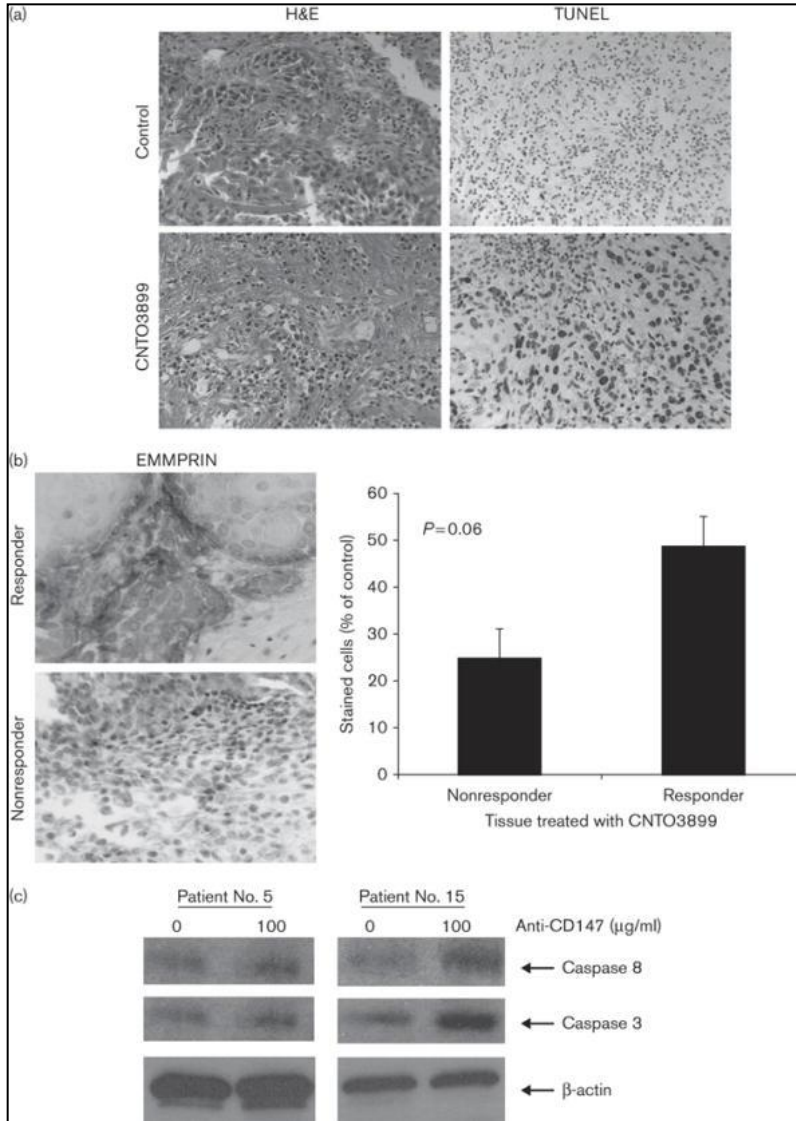 (a)
H&E
TUNEL
Control
CNTO3899
(b)
EMMPRIN
Responder
Nonresponder
60
50
40
30
20
10
0
P=0.06
Stained cells (% of control)
Nonresponder
Responder
Tissue treated with CNTO3899
(c)
Patient No. 5
Patient No. 15
0
100
0
100
Anti-CD147 (μg/ml)
Caspase 8
Caspase 3
β-actin